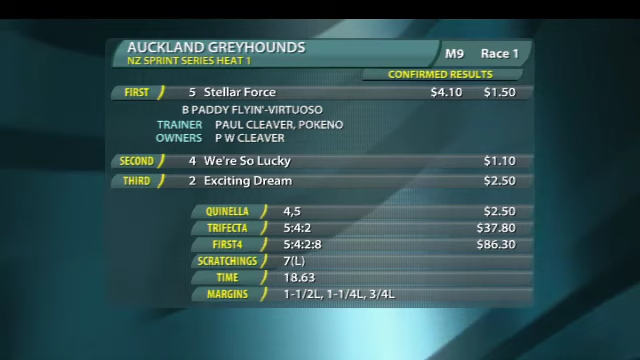 AUCKLAND GREYHOUNDS M9 Race 1
NZ SPRINT SERIES HEAT 1
CONFIRMED RESULTS
FIRST 5 Stellar Force $4.10 $1.50
B PADDY FLYIN'-VIRTUOSO
TRAINER PAUL CLEAVER, POKENO
OWNERS P W CLEAVER
SECOND 4 We're So Lucky $1.10
THIRD 2 Exciting Dream $2.50
QUINELLA 4,5 $2.50
TRIFECTA 5:4:2 $37.80
FIRST4 5:4:2:8 $86.30
SCRATCHINGS 7(L)
TIME 18.63
MARGINS 1-1/2L, 1-1/4L, 3/4L